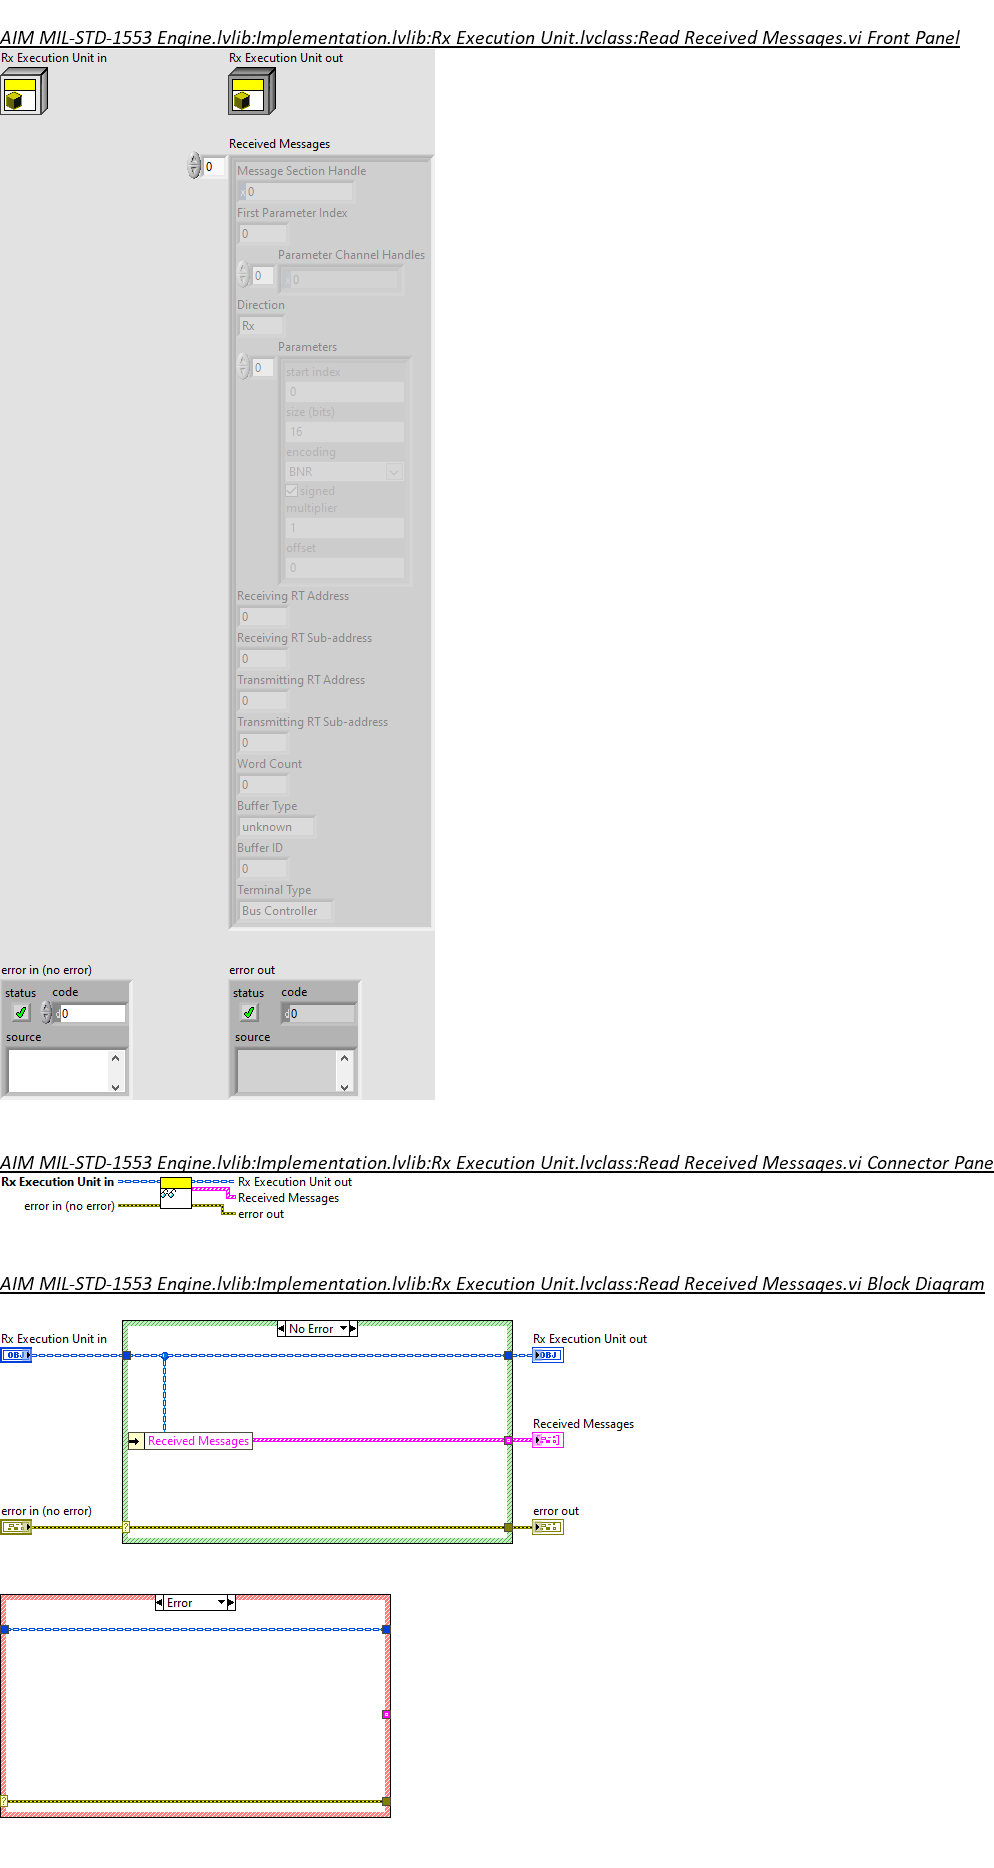 AIM MIL-STD-1553 Engine.lvlib:Implementation.lvlib:Rx Execution Unit.lvclass:Read Received Messages.vi Front Panel
Rx Execution Unit in
Rx Execution Unit out
Received Messages
0
Message Section Handle
x 0
First Parameter Index
0
Parameter Channel Handles
0
0
Direction
Rx
Parameters
0
start index
0
size (bits)
16
encoding
BNR
signed
multiplier
1
offset
0
Receiving RT Address
0
Receiving RT Sub-address
0
Transmitting RT Address
0
Transmitting RT Sub-address
0
Word Count
0
Buffer Type
unknown
Buffer ID
0
Terminal Type
Bus Controller
error in (no error)
status code
d 0
source
error out
status code
d 0
source
AIM MIL-STD-1553 Engine.lvlib:Implementation.lvlib:Rx Execution Unit.lvclass:Read Received Messages.vi Connector Pane
Rx Execution Unit in
Rx Execution Unit out
Received Messages
error in (no error)
error out
AIM MIL-STD-1553 Engine.lvlib:Implementation.lvlib:Rx Execution Unit.lvclass:Read Received Messages.vi Block Diagram
No Error
Rx Execution Unit in
OBJ
Rx Execution Unit out
OBJ
Received Messages
Received Messages
error in (no error)
?
error out
Error
?